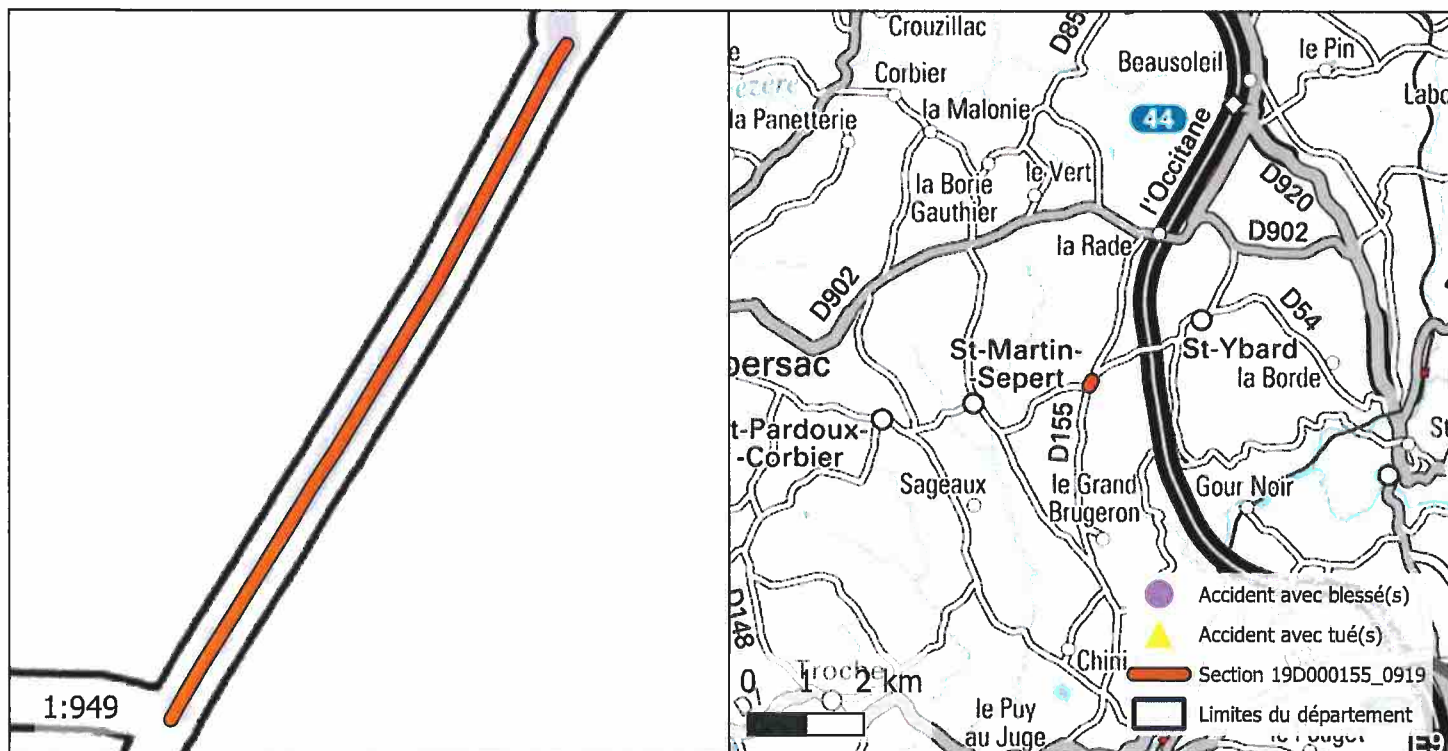 1:949
Crouzillac
D85
Beausoleil
le Pin
Corbier
ézère
la Malonie
44
la Panetterie
l'Occitane
D920
la Borie
Gauthier
le Vert
la Rade
D902
D902
D54
St-Martin-
-Sepert
St-Ybard
la Borde
bersac
t-Pardoux-
-Corbier
D155
Sageaux
le Grand
Brugeron
Gour Noir
St
D148
Troche
Chini
0 1 2 km
le Puy
au Juge
Accident avec blessé(s)
Accident avec tué(s)
Section 19D000155_0919
Limites du département